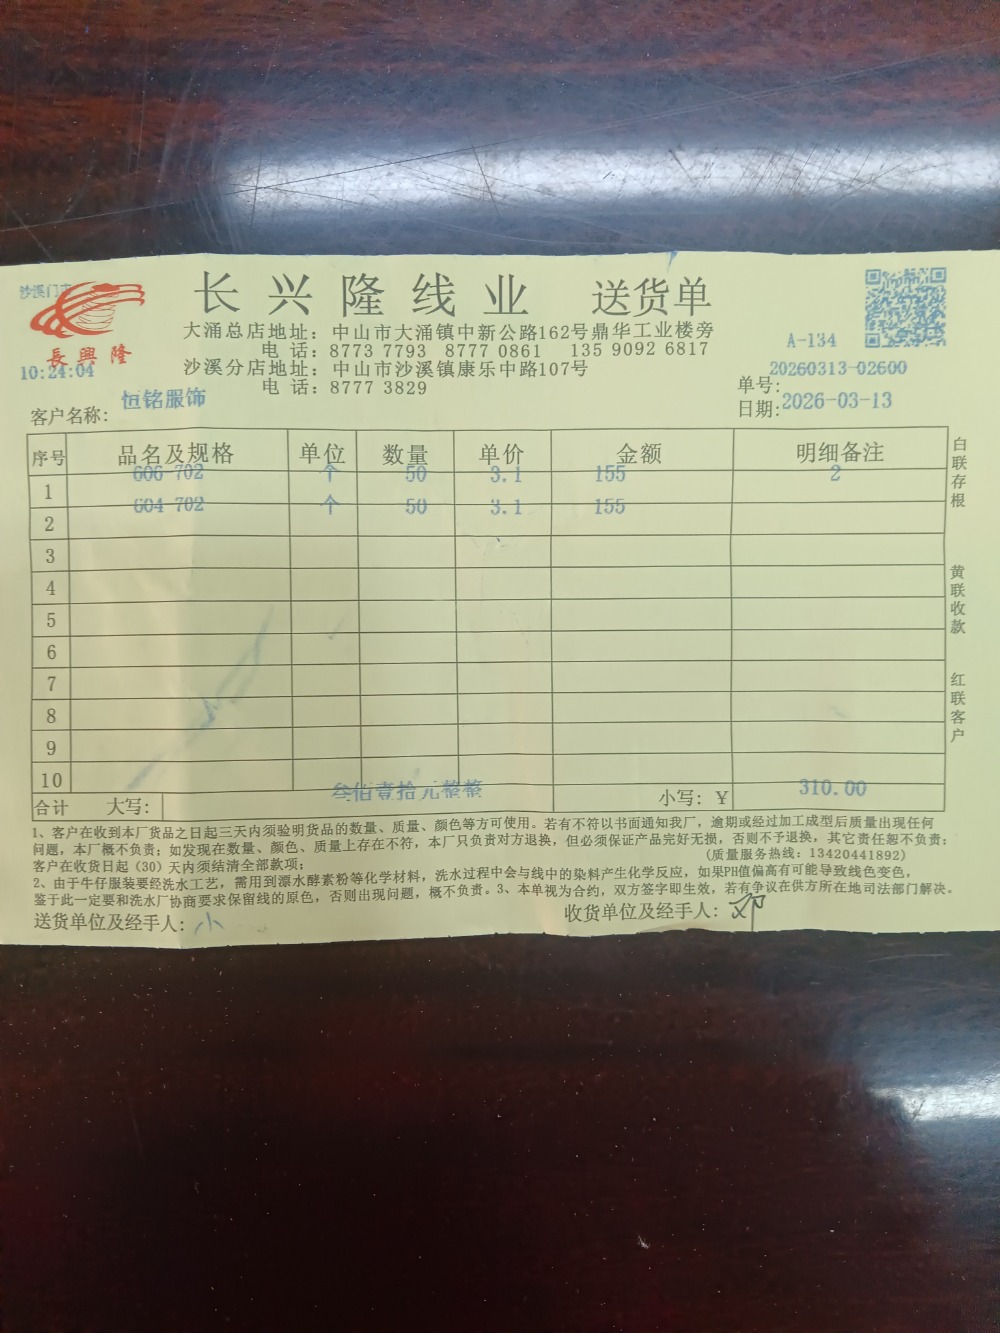 沙溪门市
長興隆
10:24:04
长兴隆线业 送货单
大涌总店地址：中山市大涌镇中新公路162号鼎华工业楼旁
电 话：8773 7793 8777 0861 135 9092 6817
沙溪分店地址：中山市沙溪镇康乐中路107号
电 话：8777 3829
A-134
单号：20260313-02600
日期：2026-03-13
客户名称：恒铭服饰
序号 品名及规格 单位 数量 单价 金额 明细备注
1 606 702 个 50 3.1 155 2
2 604 702 个 50 3.1 155
3
4
5
6
7
8
9
10
合计 大写：叁佰壹拾元整整 小写：￥ 310.00
白联存根
黄联收款
红联客户
1、客户在收到本厂货品之日起三天内须验明货品的数量、质量、颜色等方可使用。若有不符以书面通知我厂，逾期或经过加工成型后质量出现任何
问题，本厂概不负责；如发现在数量、颜色、质量上存在不符，本厂只负责对方退换，但必须保证产品完好无损，否则不予退换，其它责任恕不负责；
客户在收货日起（30）天内须结清全部款项； (质量服务热线：13420441892)
2、由于牛仔服装要经洗水工艺，需用到漂水酵素粉等化学材料，洗水过程中会与线中的染料产生化学反应，如果PH值偏高有可能导致线色变色，
鉴于此一定要和洗水厂协商要求保留线的原色，否则出现问题，概不负责。3、本单视为合约，双方签字即生效，若有争议在供方所在地司法部门解决。
送货单位及经手人：小
收货单位及经手人：邓